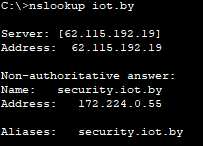 C:\>nslookup iot.by
Server: [62.115.192.19]
Address: 62.115.192.19
Non-authoritative answer:
Name: security.iot.by
Address: 172.224.0.55
Aliases: security.iot.by